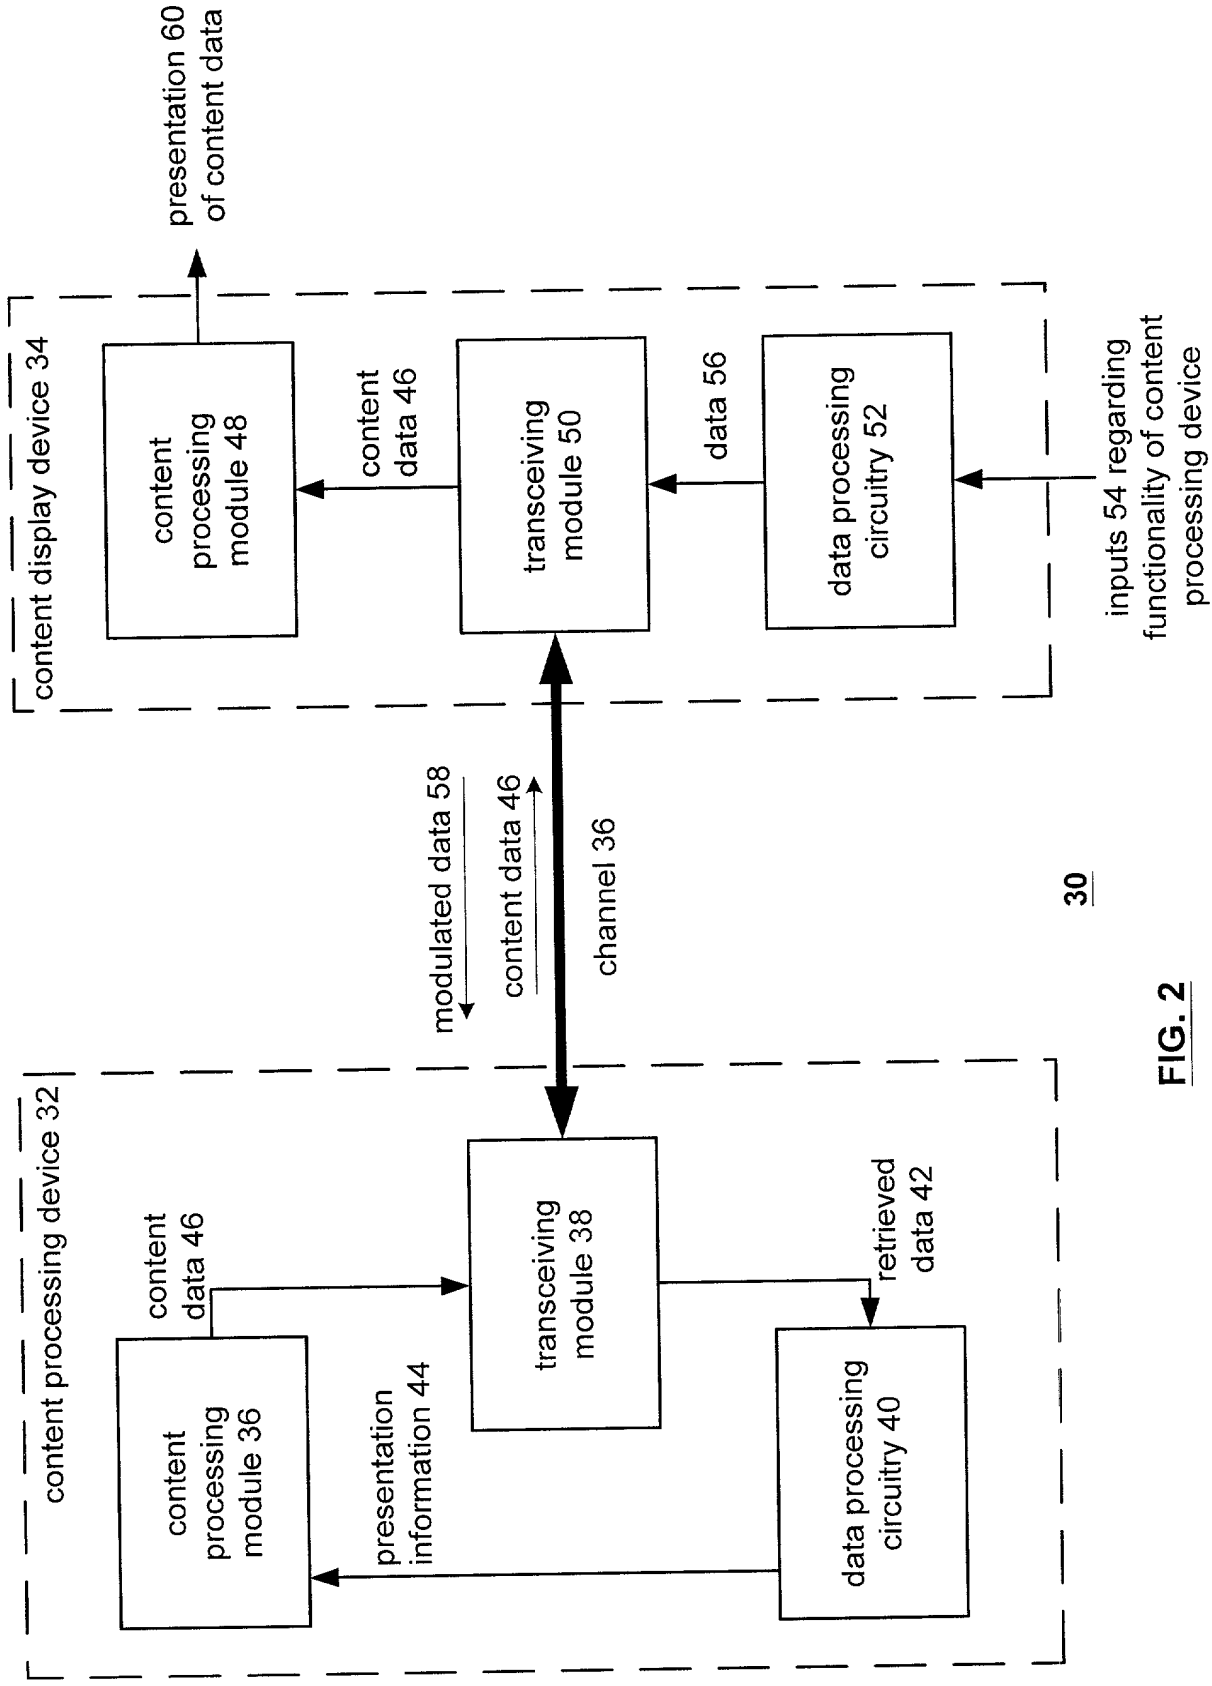 content processing device 32
content
processing
module 36
content
data 46
presentation
information 44
transceiving
module 38
data processing
circuitry 40
retrieved
data 42
modulated data 58
content data 46
channel 36
content display device 34
content
processing
module 48
content
data 46
transceiving
module 50
data 56
data processing
circuitry 52
presentation 60
of content data
inputs 54 regarding
functionality of content
processing device
30
FIG. 2